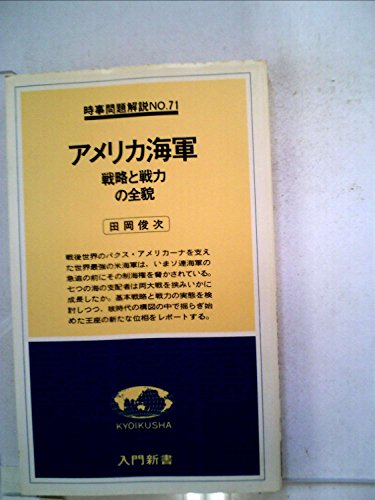 時事問題解説NO.71
アメリカ海軍
戦略と戦力
の全貌
田岡俊次
戦後世界のパクス・アメリカーナを支え
た世界最強の米海軍は、いまソ連海軍の
急追の前にその制海権を脅かされている。
七つの海の支配者は両大戦を挟みいかに
成長したか。基本戦略と戦力の実態を検
討しつつ、核時代の構図の中で揺らぎ始
めた王座の新たな位相をレポートする。
KYOIKUSHA
入門新書